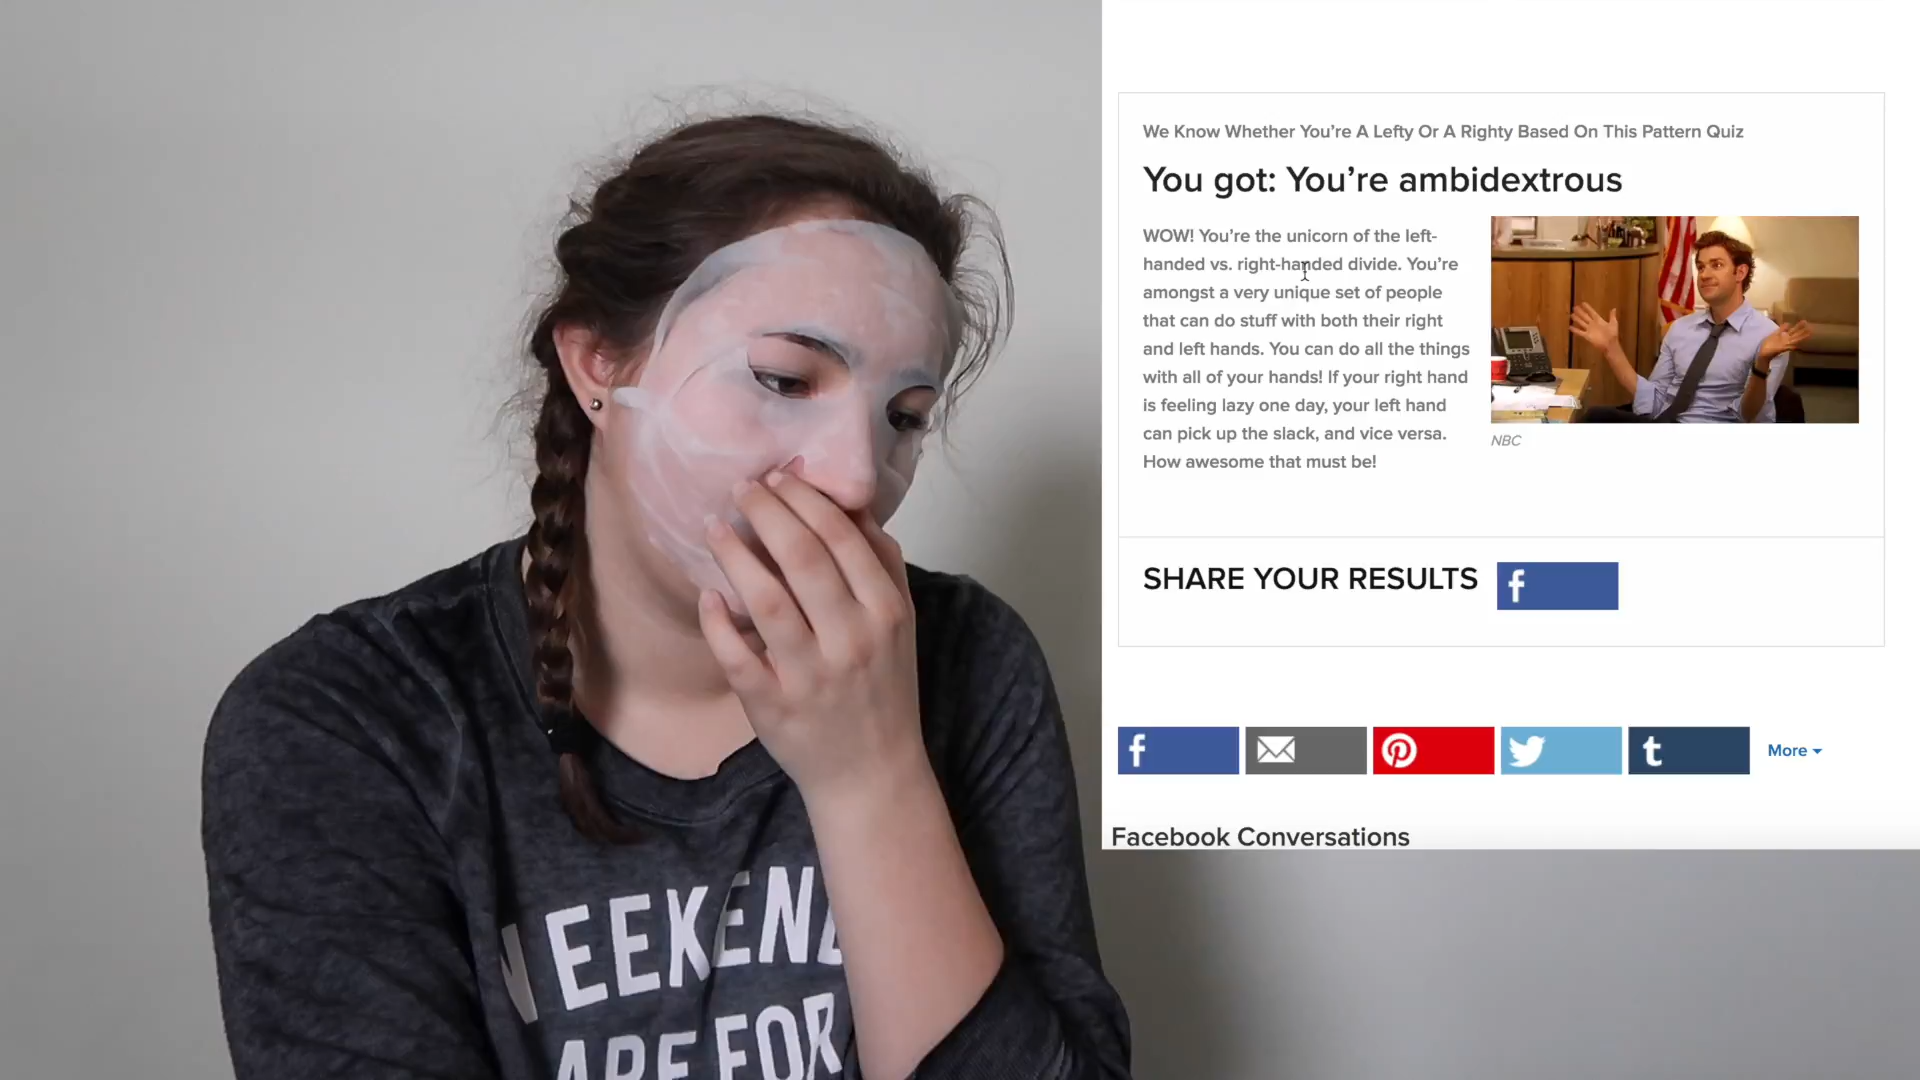 We Know Whether You're A Lefty Or A Righty Based On This Pattern Quiz
You got: You're ambidextrous
WOW! You're the unicorn of the left-
handed vs. right-handed divide. You're
amongst a very unique set of people
that can do stuff with both their right
and left hands. You can do all the things
with all of your hands! If your right hand
is feeling lazy one day, your left hand
can pick up the slack, and vice versa.
How awesome that must be!
NBC
SHARE YOUR RESULTS
f
f
t
More
Facebook Conversations
WEEKEND
ARE FOR